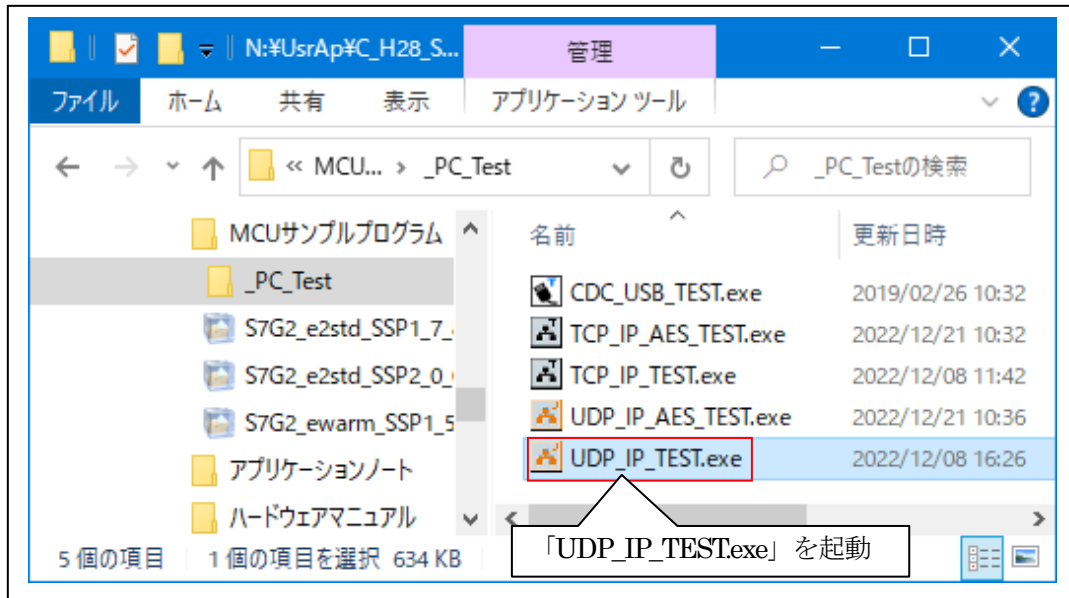 N:¥UsrAp¥C_H28_S...
管理
ファイル ホーム 共有 表示 アプリケーション ツール
« MCU... › _PC_Test
_PC_Testの検索
MCUサンプルプログラム
_PC_Test
S7G2_e2std_SSP1_7_
S7G2_e2std_SSP2_0_
S7G2_ewarm_SSP1_5
アプリケーションノート
ハードウェアマニュアル
名前 更新日時
CDC_USB_TEST.exe 2019/02/26 10:32
TCP_IP_AES_TEST.exe 2022/12/21 10:32
TCP_IP_TEST.exe 2022/12/08 11:42
UDP_IP_AES_TEST.exe 2022/12/21 10:36
UDP_IP_TEST.exe 2022/12/08 16:26
「UDP_IP_TEST.exe」を起動
5 個の項目 1 個の項目を選択 634 KB